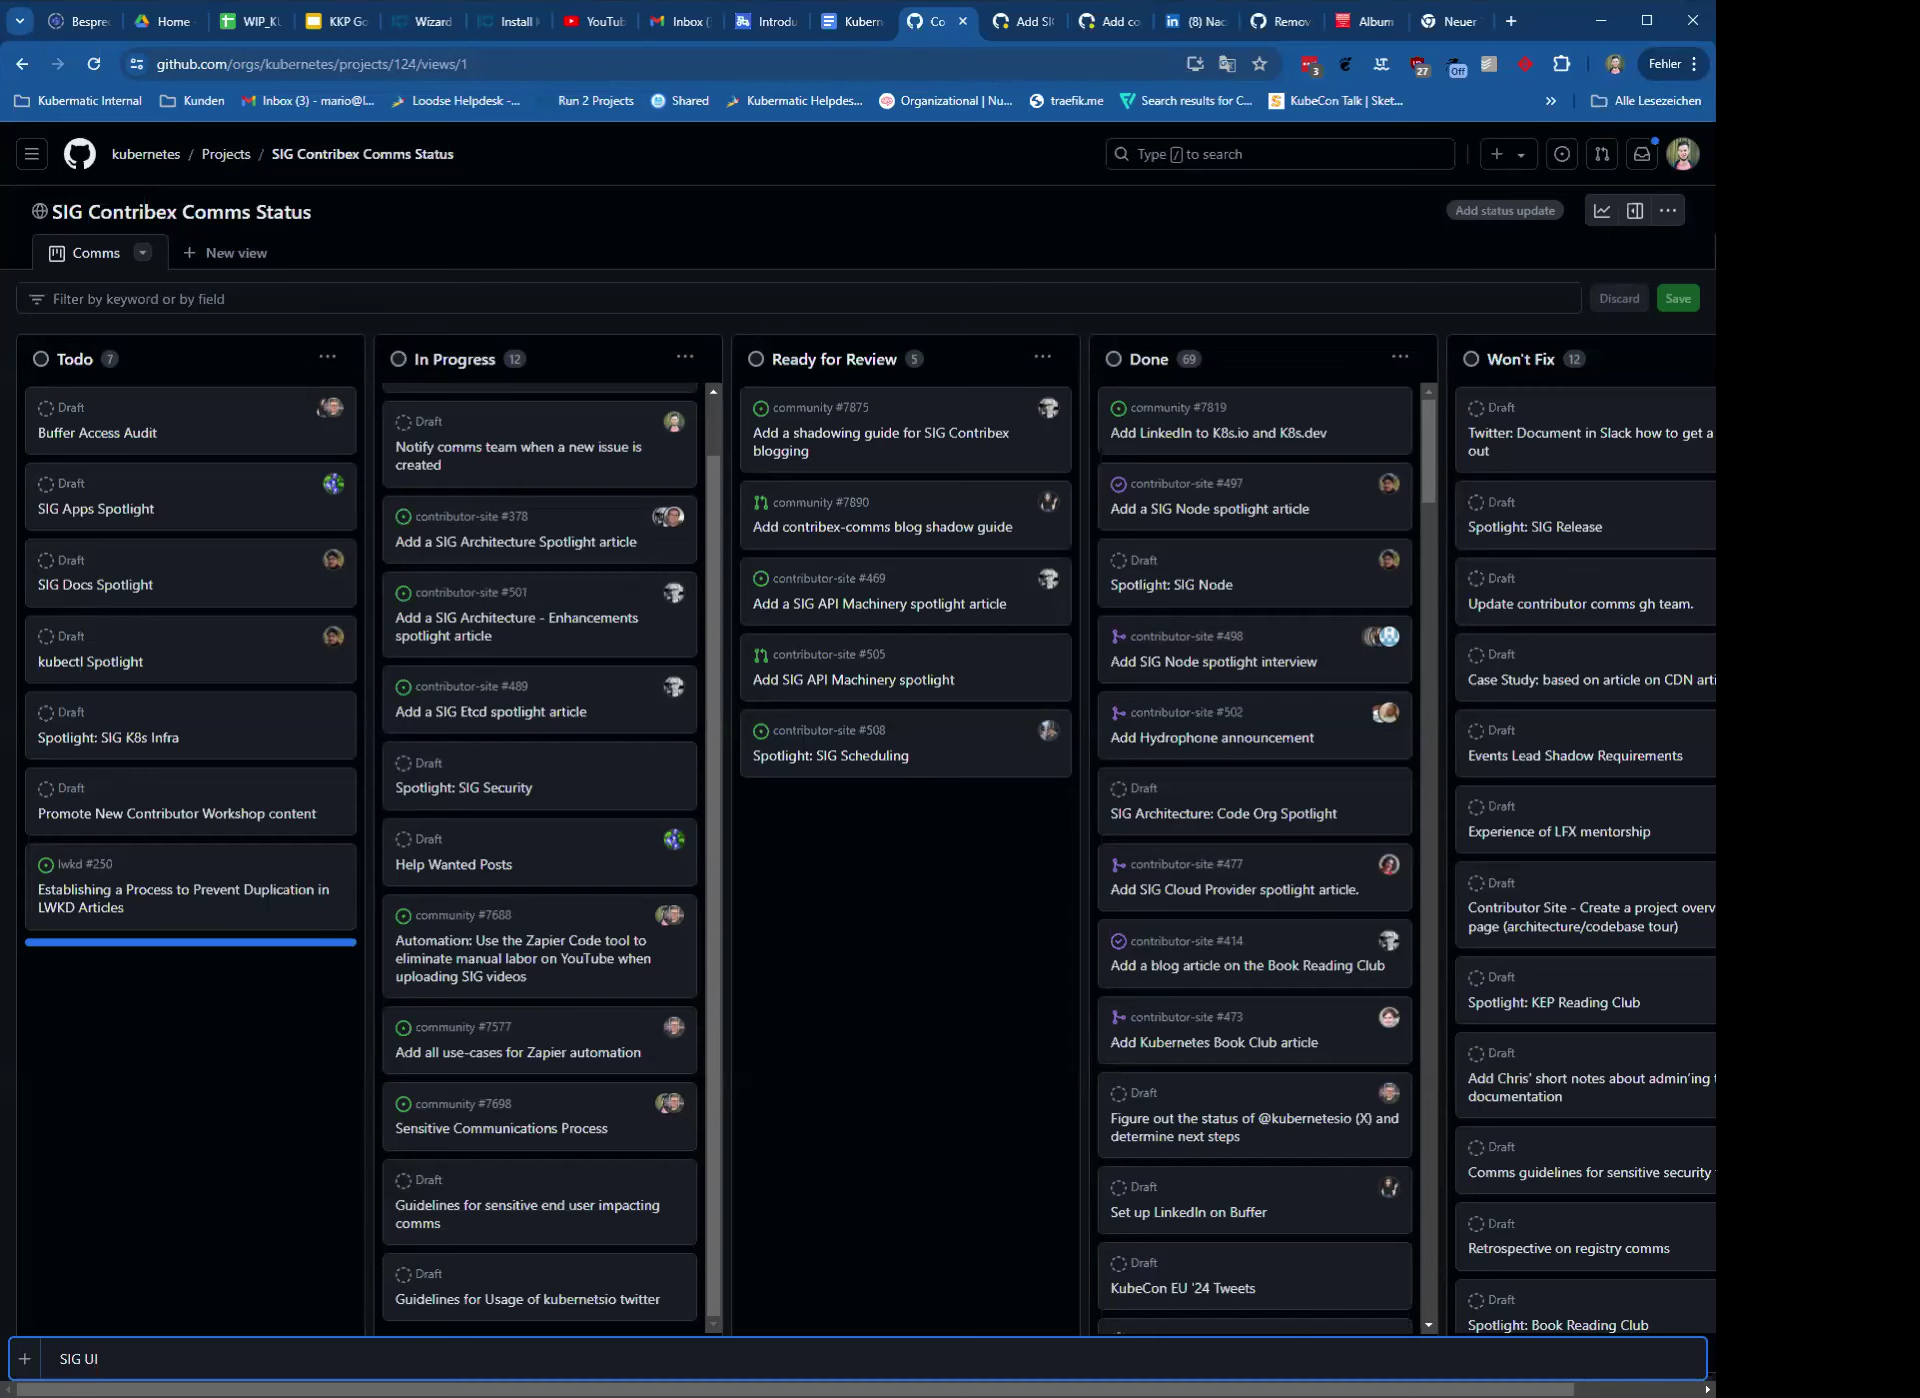 Bespre
Home
WIP_KU
KKP Go
Wizard
Install
YouTub
Inbox (
Introdu
Kubern
Co
Add SI
Add co
(8) Nac
Remov
Album
Neuer
github.com/orgs/kubernetes/projects/124/views/1
3
27
Off
Fehler
Kubermatic Internal
Kunden
Inbox (3) - mario@l...
Loodse Helpdesk -...
Run 2 Projects
Shared
Kubermatic Helpdes...
Organizational | Nu...
traefik.me
Search results for C...
KubeCon Talk | Sket...
»
Alle Lesezeichen
kubernetes / Projects / SIG Contribex Comms Status
Type / to search
SIG Contribex Comms Status
Add status update
Comms
New view
Filter by keyword or by field
Discard
Save
Todo 7
Draft
Buffer Access Audit
Draft
SIG Apps Spotlight
Draft
SIG Docs Spotlight
Draft
kubectl Spotlight
Draft
Spotlight: SIG K8s Infra
Draft
Promote New Contributor Workshop content
lwkd #250
Establishing a Process to Prevent Duplication in
LWKD Articles
In Progress 12
Draft
Notify comms team when a new issue is
created
contributor-site #378
Add a SIG Architecture Spotlight article
contributor-site #501
Add a SIG Architecture - Enhancements
spotlight article
contributor-site #489
Add a SIG Etcd spotlight article
Draft
Spotlight: SIG Security
Draft
Help Wanted Posts
community #7688
Automation: Use the Zapier Code tool to
eliminate manual labor on YouTube when
uploading SIG videos
community #7577
Add all use-cases for Zapier automation
community #7698
Sensitive Communications Process
Draft
Guidelines for sensitive end user impacting
comms
Draft
Guidelines for Usage of kubernetsio twitter
Ready for Review 5
community #7875
Add a shadowing guide for SIG Contribex
blogging
community #7890
Add contribex-comms blog shadow guide
contributor-site #469
Add a SIG API Machinery spotlight article
contributor-site #505
Add SIG API Machinery spotlight
contributor-site #508
Spotlight: SIG Scheduling
Done 69
community #7819
Add LinkedIn to K8s.io and K8s.dev
contributor-site #497
Add a SIG Node spotlight article
Draft
Spotlight: SIG Node
contributor-site #498
Add SIG Node spotlight interview
contributor-site #502
Add Hydrophone announcement
Draft
SIG Architecture: Code Org Spotlight
contributor-site #477
Add SIG Cloud Provider spotlight article.
contributor-site #414
Add a blog article on the Book Reading Club
contributor-site #473
Add Kubernetes Book Club article
Draft
Figure out the status of @kubernetesio (X) and
determine next steps
Draft
Set up LinkedIn on Buffer
Draft
KubeCon EU '24 Tweets
Won't Fix 12
Draft
Twitter: Document in Slack how to get a
out
Draft
Spotlight: SIG Release
Draft
Update contributor comms gh team.
Draft
Case Study: based on article on CDN arti
Draft
Events Lead Shadow Requirements
Draft
Experience of LFX mentorship
Draft
Contributor Site - Create a project overv
page (architecture/codebase tour)
Draft
Spotlight: KEP Reading Club
Draft
Add Chris' short notes about admin'ing t
documentation
Draft
Comms guidelines for sensitive security
Draft
Retrospective on registry comms
Draft
Spotlight: Book Reading Club
SIG UI